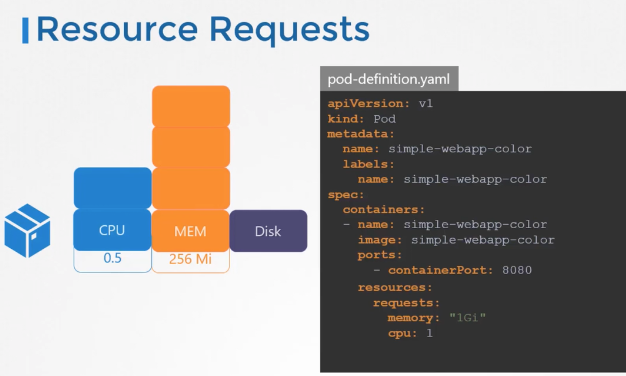 Resource Requests
CPU
MEM
Disk
0.5
256 Mi
pod-definition.yaml
apiVersion: v1
kind: Pod
metadata:
  name: simple-webapp-color
  labels:
    name: simple-webapp-color
spec:
  containers:
  - name: simple-webapp-color
    image: simple-webapp-color
    ports:
      - containerPort: 8080
    resources:
      requests:
        memory: "1Gi"
        cpu: 1